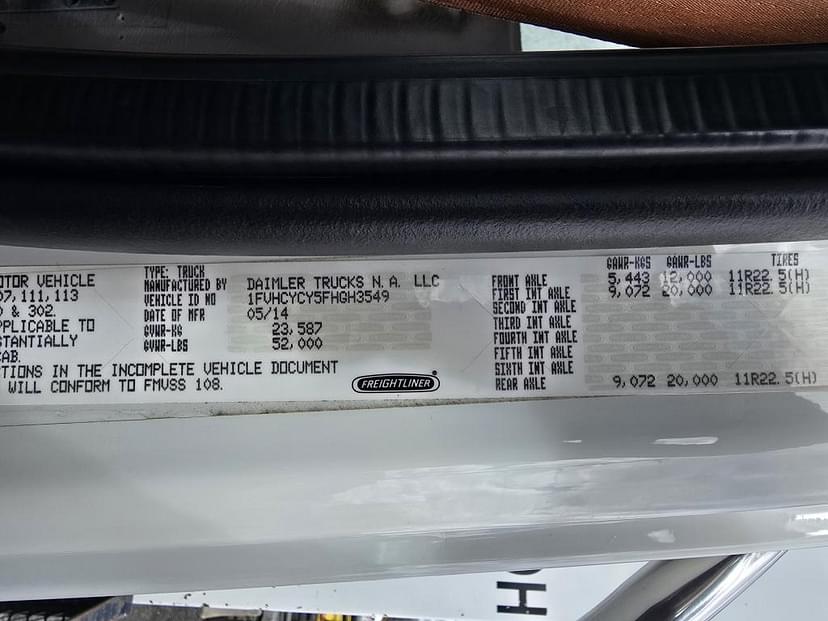 OTOR VEHICLE
07, 111, 113
& 302.
APPLICABLE TO
STANTIALLY
CAB.
CTIONS IN THE INCOMPLETE VEHICLE DOCUMENT
WILL CONFORM TO FMVSS 108.
TYPE: TRUCK
MANUFACTURED BY DAIMLER TRUCKS N. A. LLC
VEHICLE ID NO 1FVHCYCY5FHGH3549
DATE OF MFR 05/14
GVWR-KG 23,587
GVWR-LBS 52,000
FREIGHTLINER
GAWR-KGS GAWR-LBS TIRES
FRONT AXLE 5,443 12,000 11R22.5(H)
FIRST INT AXLE 9,072 20,000 11R22.5(H)
SECOND INT AXLE
THIRD INT AXLE
FOURTH INT AXLE
FIFTH INT AXLE
SIXTH INT AXLE
REAR AXLE 9,072 20,000 11R22.5(H)